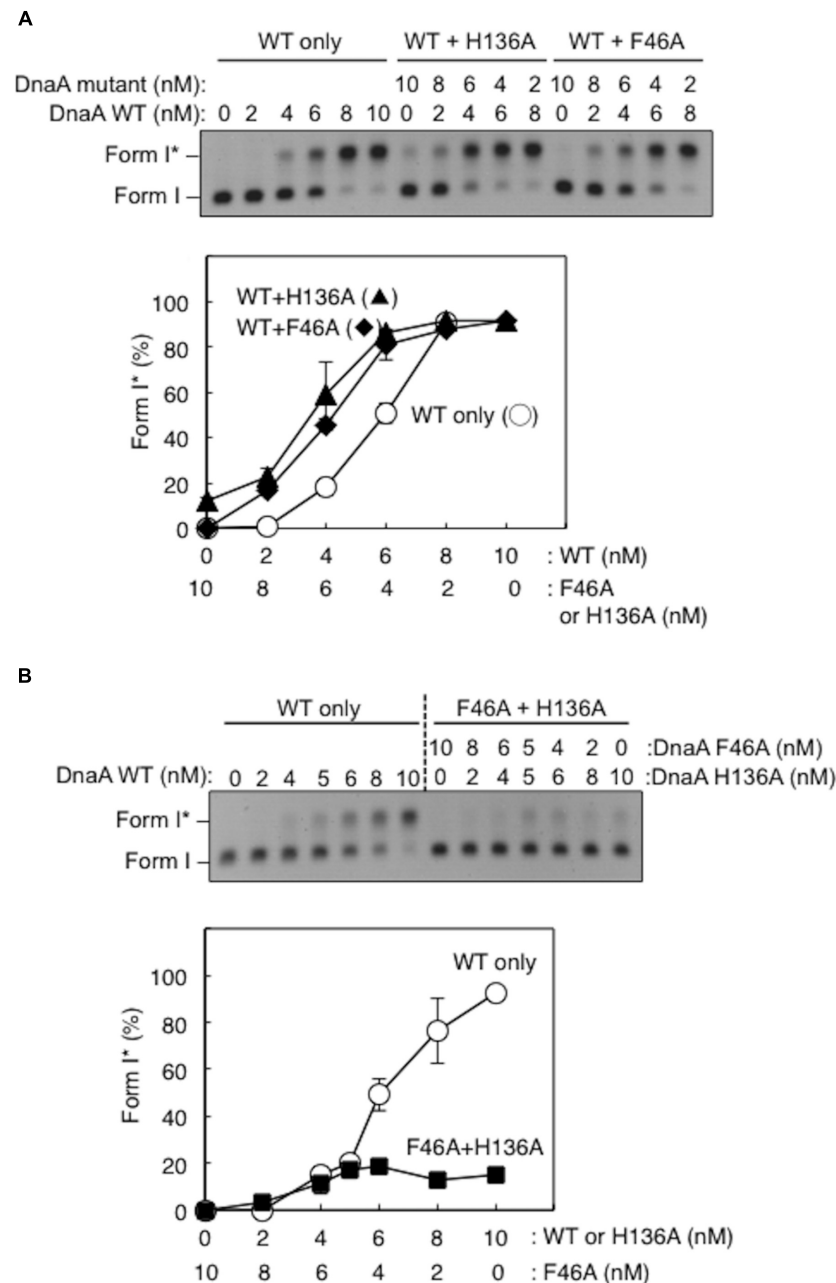 A
WT only WT + H136A WT + F46A
DnaA mutant (nM): 10 8 6 4 2 10 8 6 4 2
DnaA WT (nM): 0 2 4 6 8 10 0 2 4 6 8 0 2 4 6 8
Form I*
Form I
WT+H136A (▲)
WT+F46A (◆)
WT only (○)
Form I* (%)
100
80
60
40
20
0
0 2 4 6 8 10 : WT (nM)
10 8 6 4 2 0 : F46A
or H136A (nM)
B
WT only F46A + H136A
10 8 6 5 4 2 0 :DnaA F46A (nM)
DnaA WT (nM): 0 2 4 5 6 8 10 0 2 4 5 6 8 10 :DnaA H136A (nM)
Form I*
Form I
WT only
F46A+H136A
Form I* (%)
100
80
60
40
20
0
0 2 4 6 8 10 : WT or H136A (nM)
10 8 6 4 2 0 : F46A (nM)